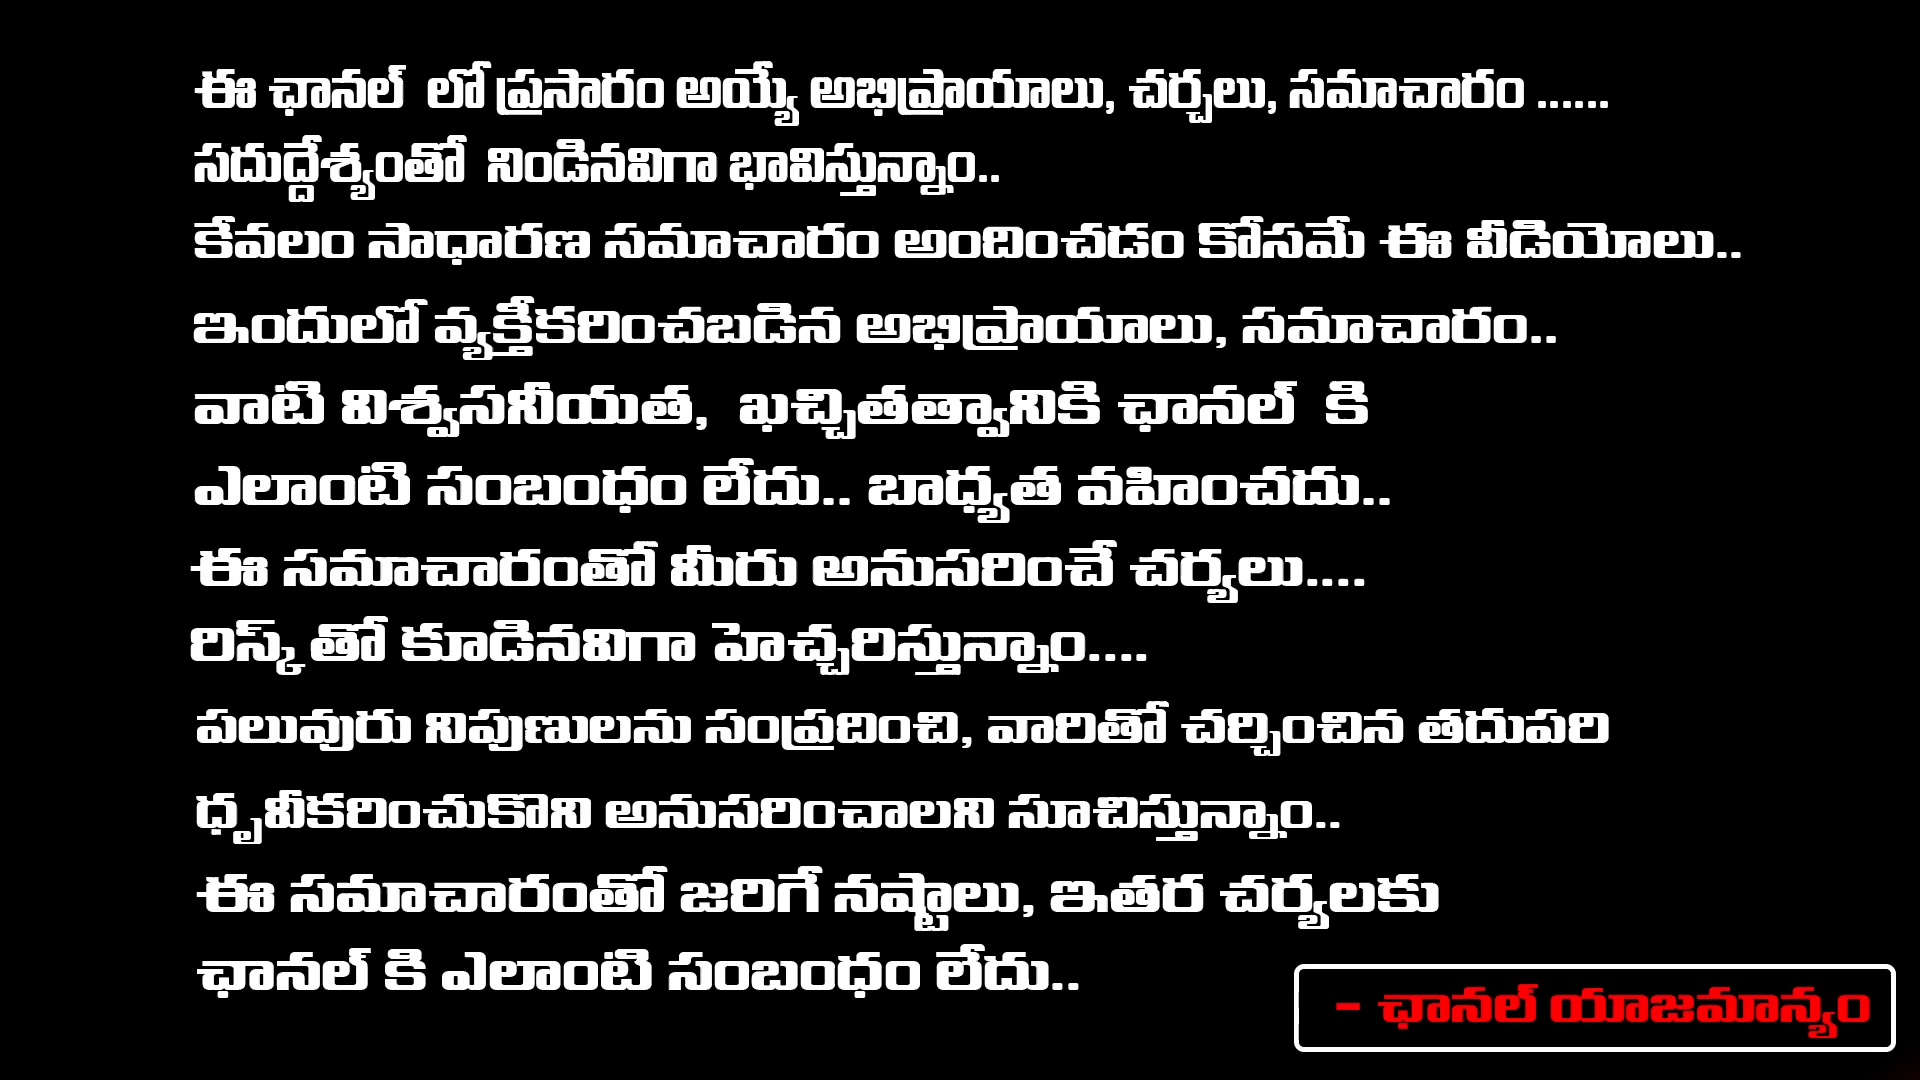 ఈ ఛానల్ లో ప్రసారం అయ్యే అభిప్రాయాలు, చర్చలు, సమాచారం ......
సదుద్దేశ్యంతో నిండినవిగా భావిస్తున్నాం..
కేవలం సాధారణ సమాచారం అందించడం కోసమే ఈ వీడియోలు..
ఇందులో వ్యక్తీకరించబడిన అభిప్రాయాలు, సమాచారం..
వాటి విశ్వసనీయత, ఖచ్చితత్వానికి ఛానల్ కి
ఎలాంటి సంబంధం లేదు.. బాధ్యత వహించదు..
ఈ సమాచారంతో మీరు అనుసరించే చర్యలు....
రిస్క్ తో కూడినవిగా హెచ్చరిస్తున్నాం....
పలువురు నిపుణులను సంప్రదించి, వారితో చర్చించిన తదుపరి
ధృవీకరించుకొని అనుసరించాలని సూచిస్తున్నాం..
ఈ సమాచారంతో జరిగే నష్టాలు, ఇతర చర్యలకు
ఛానల్ కి ఎలాంటి సంబంధం లేదు..
- ఛానల్ యాజమాన్యం